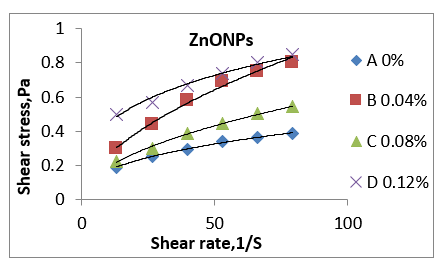 ZnONPs
Shear stress,Pa
1
0.8
0.6
0.4
0.2
0
0
50
100
Shear rate,1/S
A 0%
B 0.04%
C 0.08%
D 0.12%